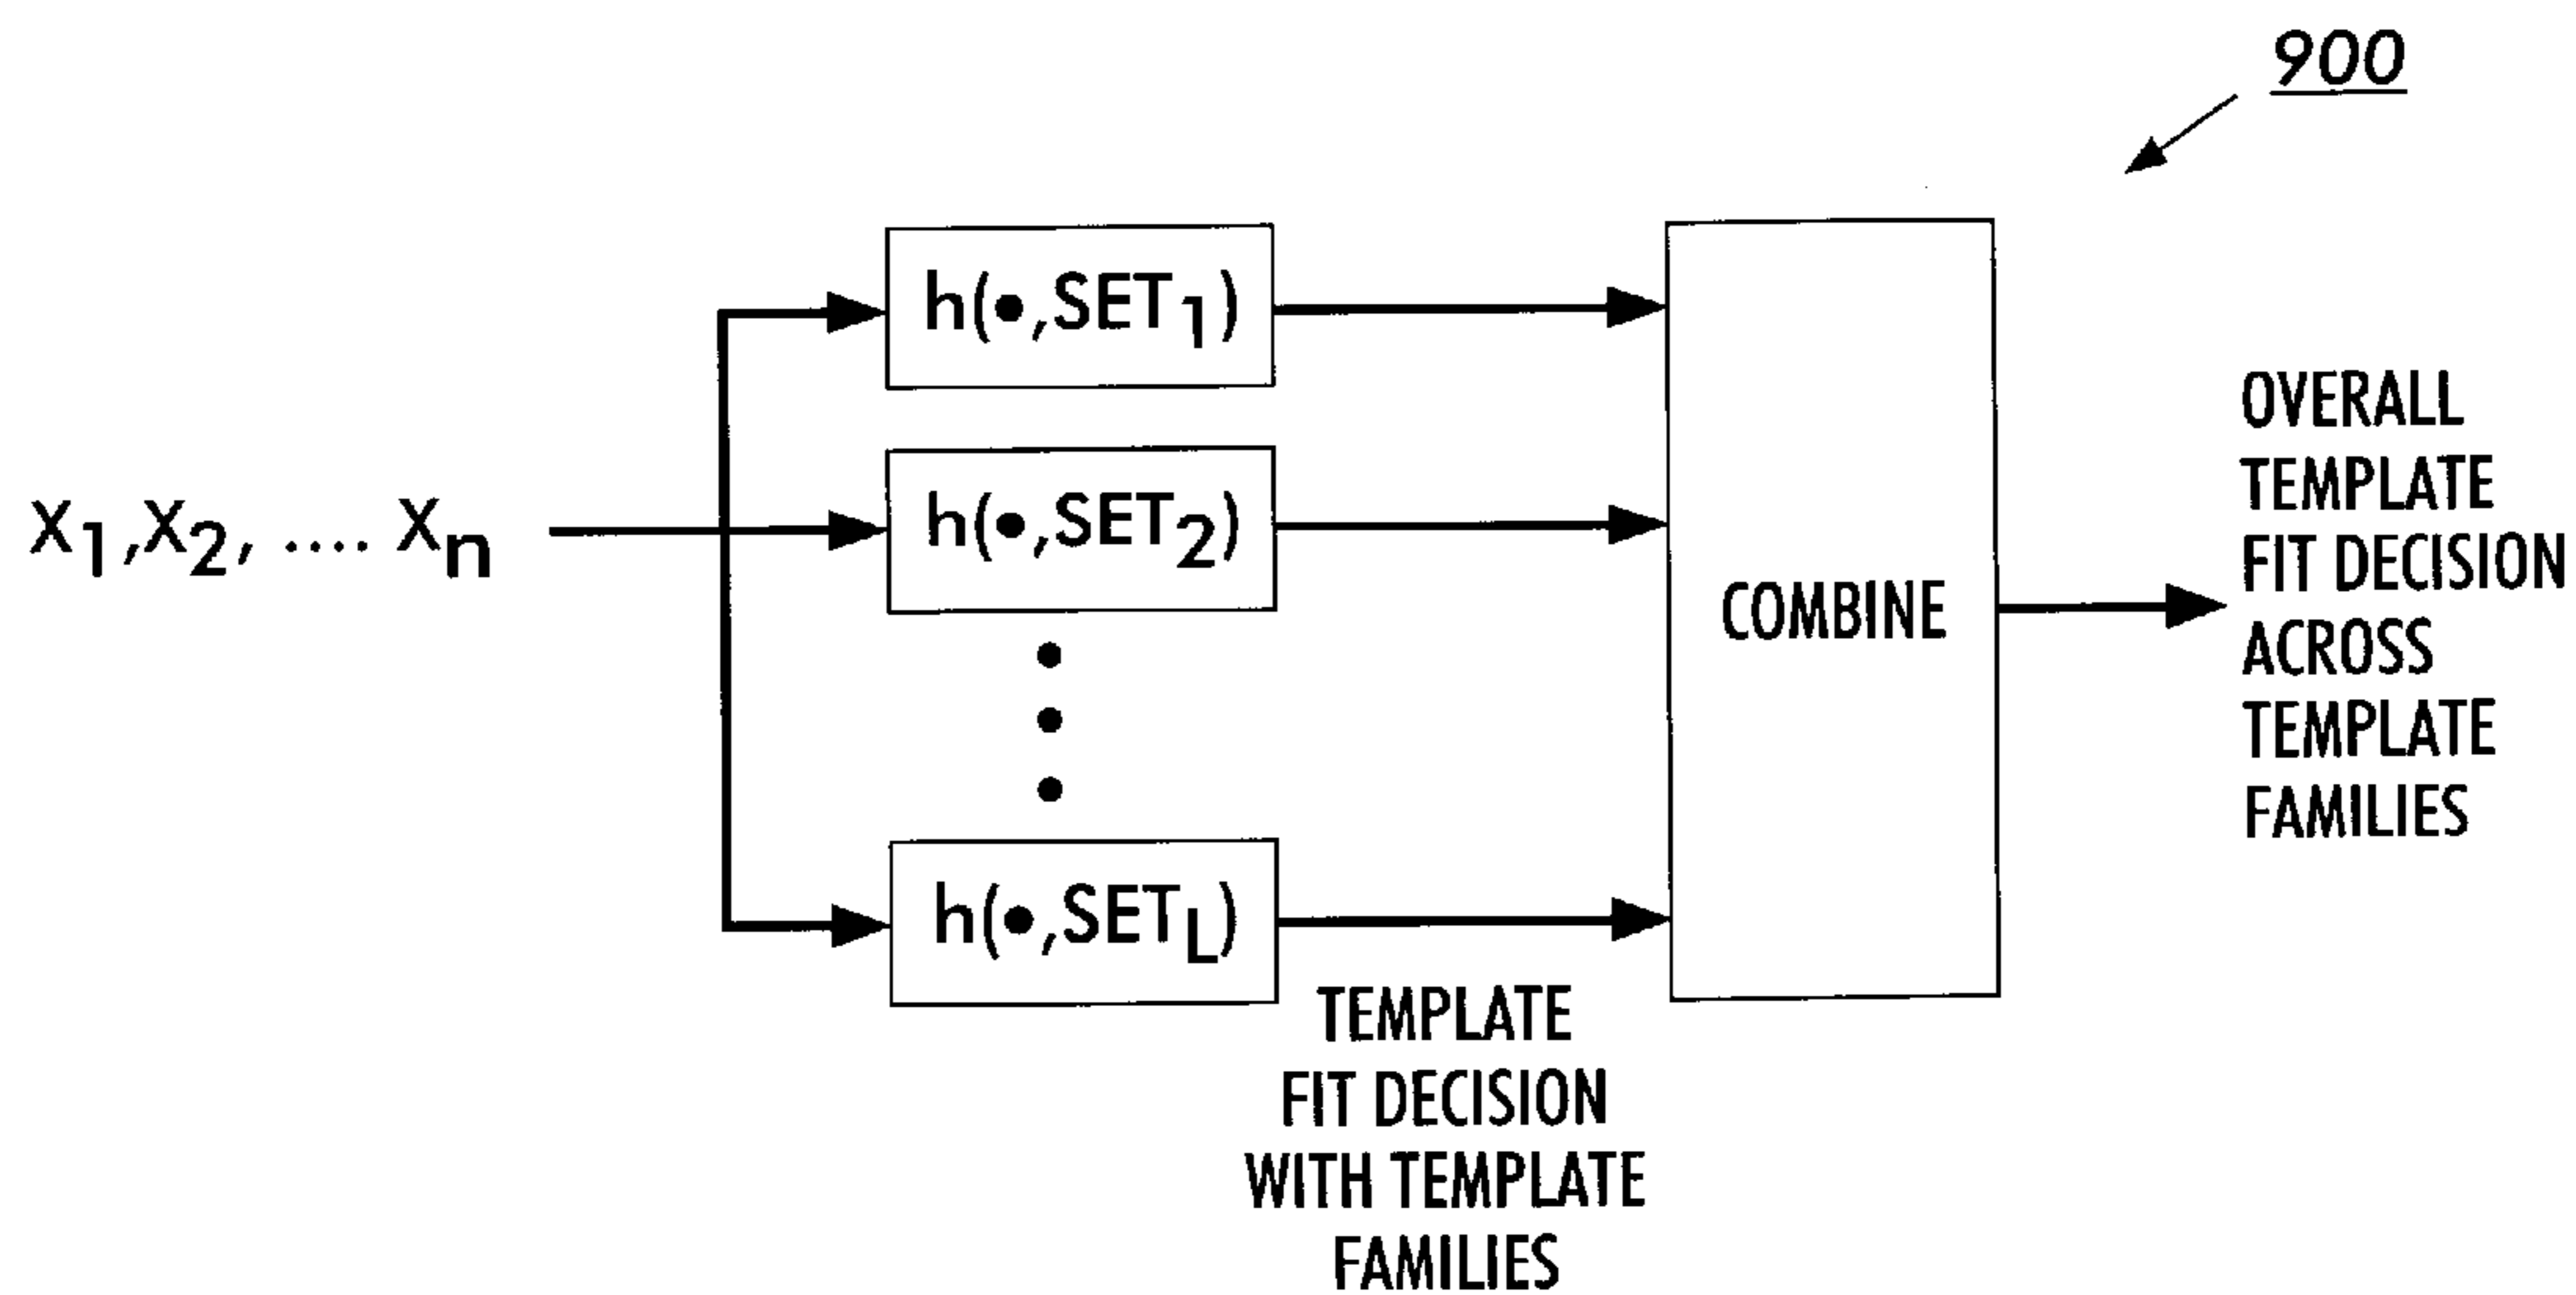 900
X1,X2, .... Xn
h(•,SET1)
h(•,SET2)
h(•,SETL)
COMBINE
OVERALL
TEMPLATE
FIT DECISION
ACROSS
TEMPLATE
FAMILIES
TEMPLATE
FIT DECISION
WITH TEMPLATE
FAMILIES